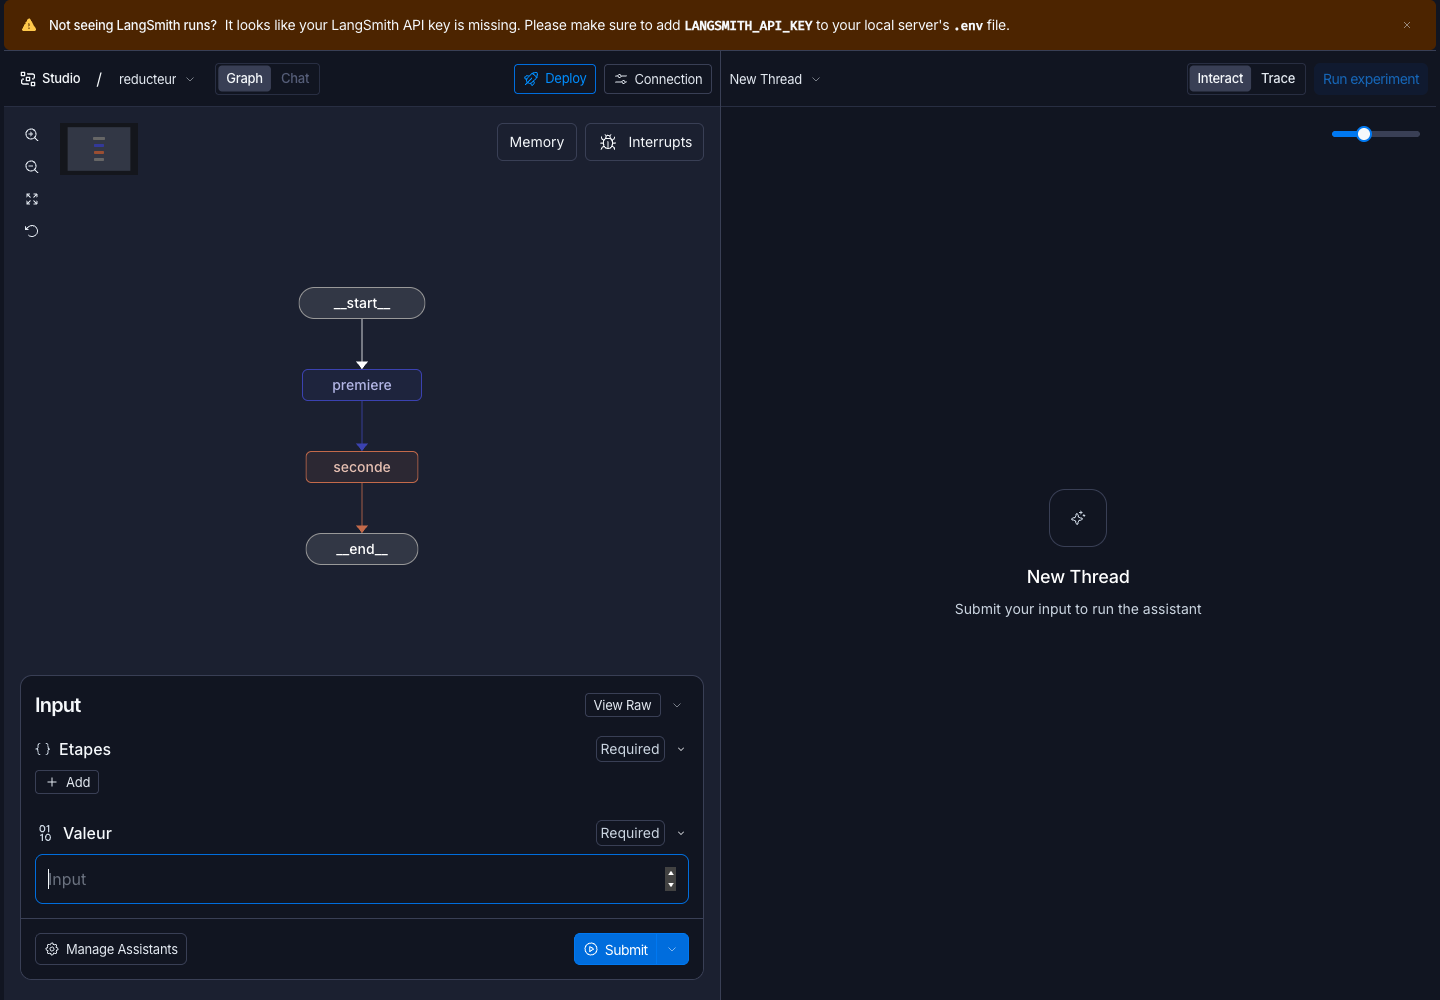 Not seeing LangSmith runs? It looks like your LangSmith API key is missing. Please make sure to add LANGSMITH_API_KEY to your local server's .env file.
Studio / reducteur Graph Chat Deploy Connection
New Thread Interact Trace Run experiment
Memory Interrupts
__start__
premiere
seconde
__end__
New Thread
Submit your input to run the assistant
Input View Raw
{ } Etapes Required
+ Add
01
10 Valeur Required
Input
Manage Assistants Submit